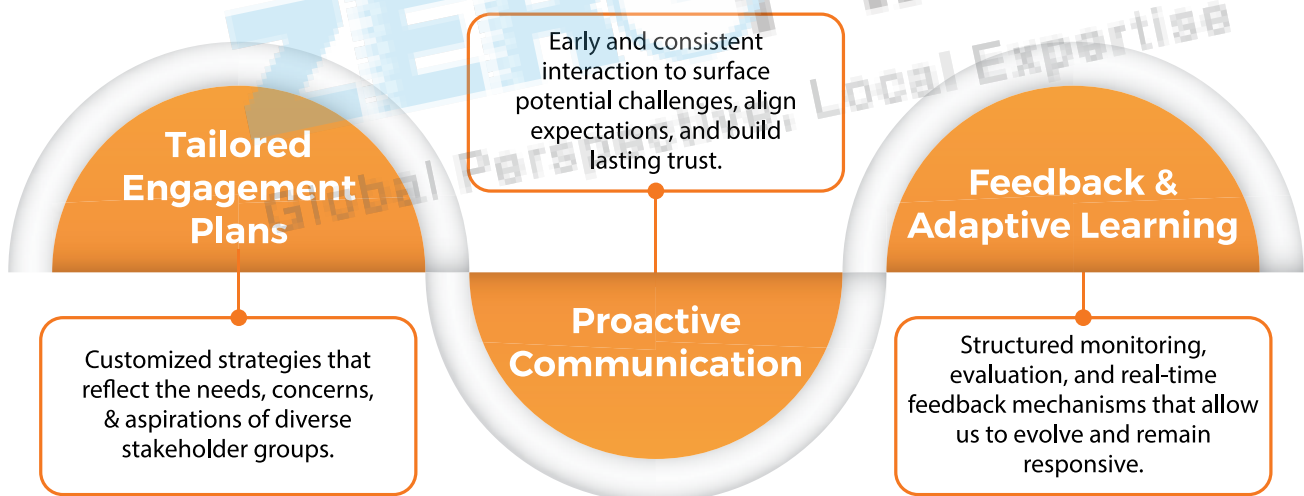 Tailored
Engagement
Plans
Customized strategies that
reflect the needs, concerns,
& aspirations of diverse
stakeholder groups.
Early and consistent
interaction to surface
potential challenges, align
expectations, and build
lasting trust.
Proactive
Communication
Feedback &
Adaptive Learning
Structured monitoring,
evaluation, and real-time
feedback mechanisms that allow
us to evolve and remain
responsive.
Global Perspective, Local Expertise